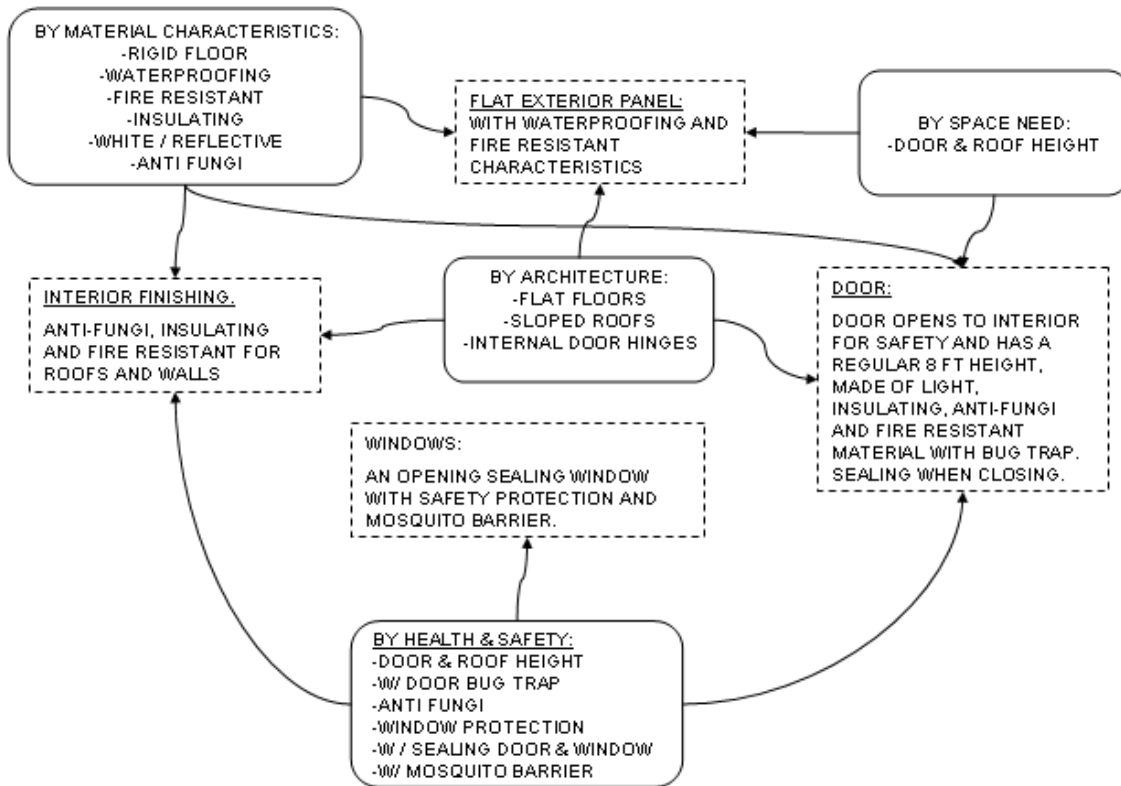 BY MATERIAL CHARACTERISTICS:
-RIGID FLOOR
-WATERPROOFING
-FIRE RESISTANT
-INSULATING
-WHITE / REFLECTIVE
-ANTI FUNGI
FLAT EXTERIOR PANEL:
WITH WATERPROOFING AND
FIRE RESISTANT
CHARACTERISTICS
BY SPACE NEED:
-DOOR & ROOF HEIGHT
INTERIOR FINISHING.
ANTI-FUNGI, INSULATING
AND FIRE RESISTANT FOR
ROOFS AND WALLS
BY ARCHITECTURE:
-FLAT FLOORS
-SLOPED ROOFS
-INTERNAL DOOR HINGES
DOOR:
DOOR OPENS TO INTERIOR
FOR SAFETY AND HAS A
REGULAR 8 FT HEIGHT,
MADE OF LIGHT,
INSULATING, ANTI-FUNGI
AND FIRE RESISTANT
MATERIAL WITH BUG TRAP.
SEALING WHEN CLOSING.
WINDOWS:
AN OPENING SEALING WINDOW
WITH SAFETY PROTECTION AND
MOSQUITO BARRIER.
BY HEALTH & SAFETY:
-DOOR & ROOF HEIGHT
-W/ DOOR BUG TRAP
-ANTI FUNGI
-WINDOW PROTECTION
-W / SEALING DOOR & WINDOW
-W/ MOSQUITO BARRIER